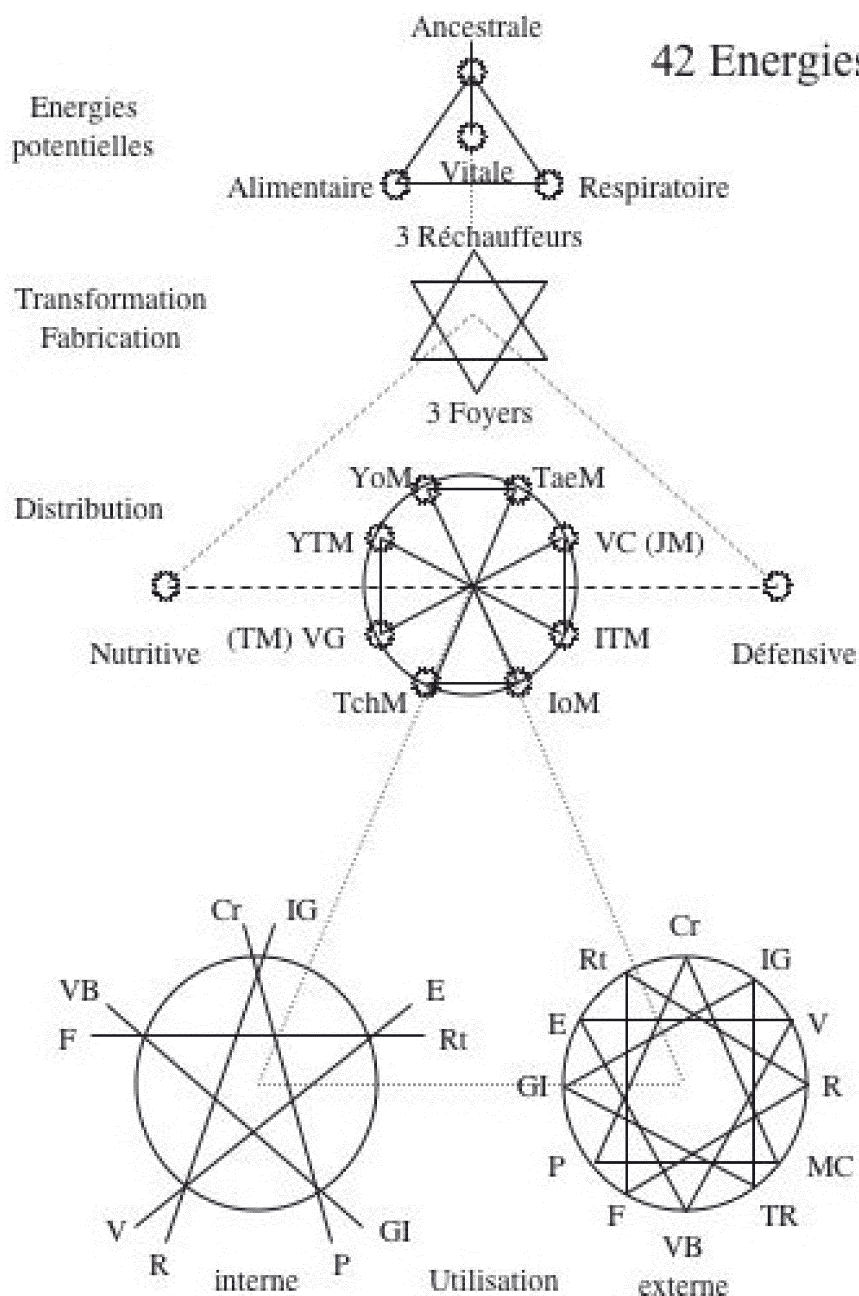 Ancestrale
42 Energies
Energies
potentielles
Alimentaire
Vitale
Respiratoire
3 Réchauffeurs
Transformation
Fabrication
3 Foyers
YoM
TaeM
Distribution
YTM
VC (JM)
Nutritive
(TM) VG
ITM
Défensive
TchM
IoM
Cr
IG
VB
E
F
Rt
V
R
P
GI
interne
Cr
Rt
IG
E
V
GI
R
P
MC
F
TR
VB
Utilisation
externe